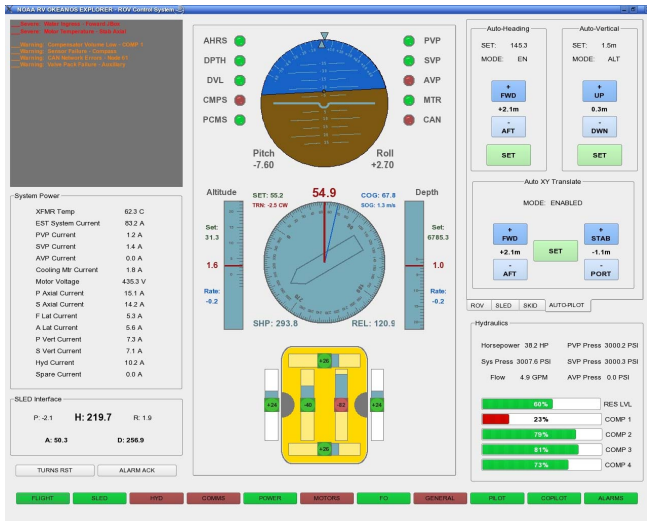 NOAA RV OKEANOS EXPLORER - ROV Control System
Severe: Water Ingress - Forward Jbox
Severe: Motor Temperature - Stab Axial
Warning: Compensator Volume Low - COMP 1
Warning: Sensor Failure - Compass
Warning: CAN Network Errors - Node 01
Warning: Valve Pack Failure - Auxiliary
AHRS
DPTH
DVL
CMPS
PCMS
PVP
SVP
AVP
MTR
CAN
Pitch
-7.60
Roll
+2.70
Auto-Heading
SET: 145.3
MODE: EN
+
FWD
+2.1m
-
AFT
SET
Auto-Vertical
SET: 1.5m
MODE: ALT
+
UP
0.3m
-
DWN
SET
Auto XY Translate
MODE: ENABLED
+
FWD
+2.1m
-
AFT
SET
+
STAB
-1.1m
-
PORT
ROV SLED SKID AUTO-PILOT
System Power
XFMR Temp 62.3 C
EST System Current 83.2 A
PVP Current 1.2 A
SVP Current 1.4 A
AVP Current 0.0 A
Cooling Mtr Current 1.8 A
Motor Voltage 435.3 V
P Axial Current 15.1 A
S Axial Current 14.2 A
F Lat Current 5.3 A
A Lat Current 5.6 A
P Vert Current 7.3 A
S Vert Current 7.1 A
Hyd Current 10.2 A
Spare Current 0.0 A
Altitude
Set:
31.3
1.6
Rate:
-0.2
SET: 55.2
TRN: -2.5 CW
54.9
COG: 67.8
SOG: 1.3 m/s
SHP: 293.8
REL: 120.9
Depth
Set:
6785.3
1.0
Rate:
-0.2
+26
+24
-40
-82
+24
+26
Hydraulics
Horsepower 38.2 HP PVP Press 3000.2 PSI
Sys Press 3007.6 PSI SVP Press 3000.3 PSI
Flow 4.9 GPM AVP Press 0.0 PSI
60% RES LVL
23% COMP 1
79% COMP 2
81% COMP 3
73% COMP 4
SLED Interface
P: -2.1 H: 219.7 R: 1.9
A: 50.3 D: 256.9
TURNS RST ALARM ACK
FLIGHT SLED HYD COMMS POWER MOTORS FO GENERAL PILOT COPILOT ALARMS